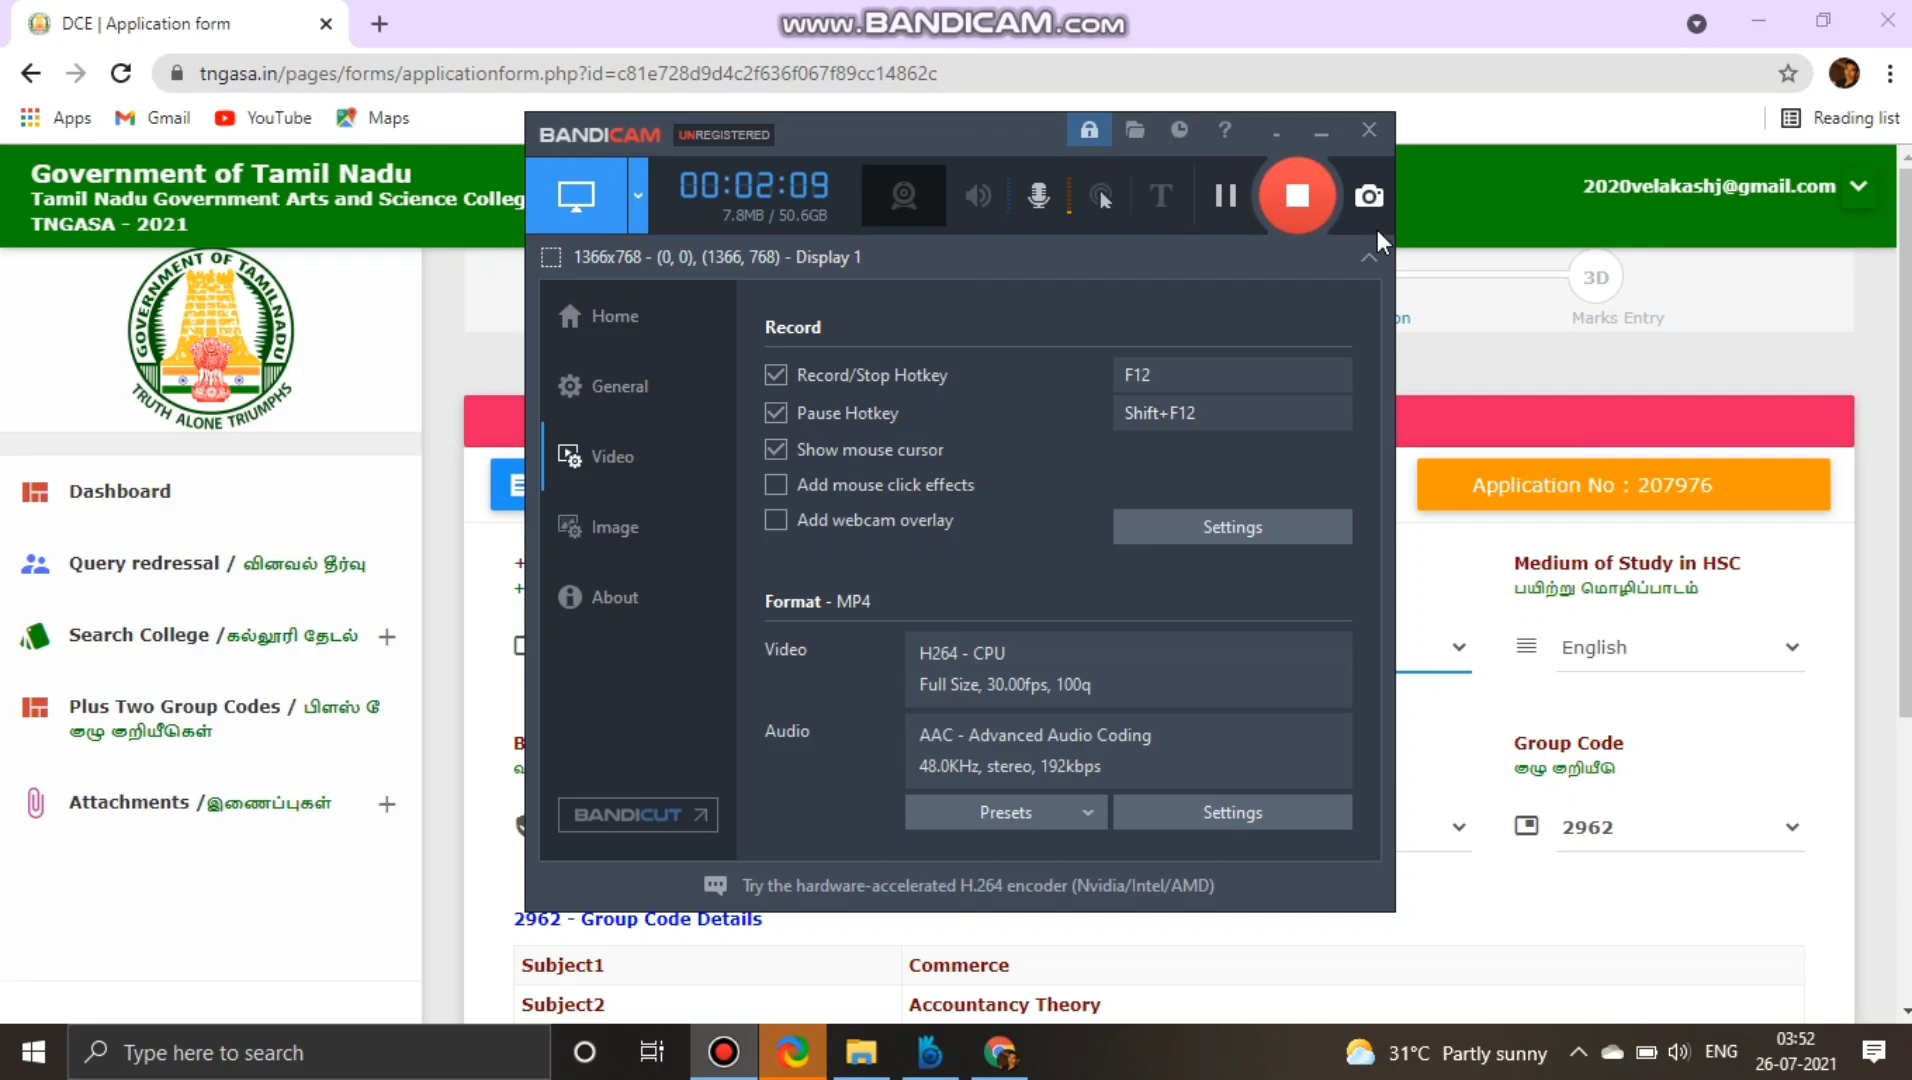 DCE | Application form
www.BANDICAM.com
tngasa.in/pages/forms/applicationform.php?id=c81e728d9d4c2f636f067f89cc14862c
Apps
Gmail
YouTube
Maps
Reading list
Government of Tamil Nadu
Tamil Nadu Government Arts and Science Colleg
TNGASA - 2021
2020velakashj@gmail.com
BANDICAM UNREGISTERED
00:02:09
7.8MB / 50.6GB
1366x768 - (0, 0), (1366, 768) - Display 1
Home
General
Video
Image
About
BANDICUT
Record
Record/Stop Hotkey
F12
Pause Hotkey
Shift+F12
Show mouse cursor
Add mouse click effects
Add webcam overlay
Settings
Format - MP4
Video
H264 - CPU
Full Size, 30.00fps, 100q
Audio
AAC - Advanced Audio Coding
48.0KHz, stereo, 192kbps
Presets
Settings
Try the hardware-accelerated H.264 encoder (Nvidia/Intel/AMD)
3D
on
Marks Entry
GOVERNMENT OF TAMILNADU
TRUTH ALONE TRIUMPHS
Dashboard
Query redressal / வினவல் தீர்வு
Search College /கல்லூரி தேடல்
Plus Two Group Codes / பிளஸ் டூ
குழு குறியீடுகள்
Attachments /இணைப்புகள்
Application No : 207976
Medium of Study in HSC
பயிற்று மொழிப்பாடம்
English
Group Code
குழு குறியீடு
2962
2962 - Group Code Details
Subject1
Commerce
Subject2
Accountancy Theory
Type here to search
31°C Partly sunny
ENG
03:52
26-07-2021